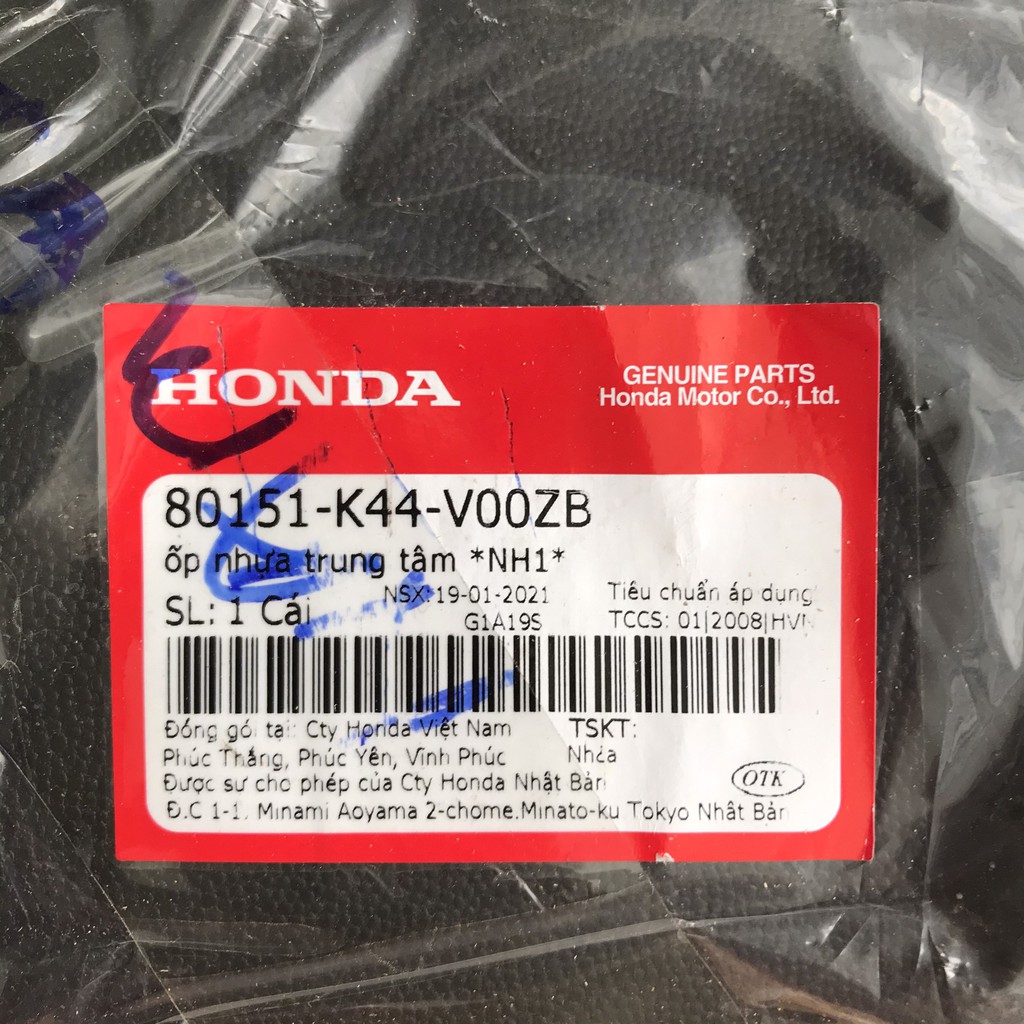 HONDA
GENUINE PARTS
Honda Motor Co., Ltd.
80151-K44-V00ZB
ốp nhựa trung tâm *NH1*
SL: 1 Cái
NSX:19-01-2021
G1A19S
Tiêu chuẩn áp dụng
TCCS: 01|2008|HVN
Đóng gói tại: Cty Honda Việt Nam
TSKT:
Phúc Thắng, Phúc Yên, Vĩnh Phúc
Được sự cho phép của Cty Honda Nhật Bản
OTK
Đ.C 1-1. Minami Aoyama 2-chome.Minato-ku Tokyo Nhật Bản